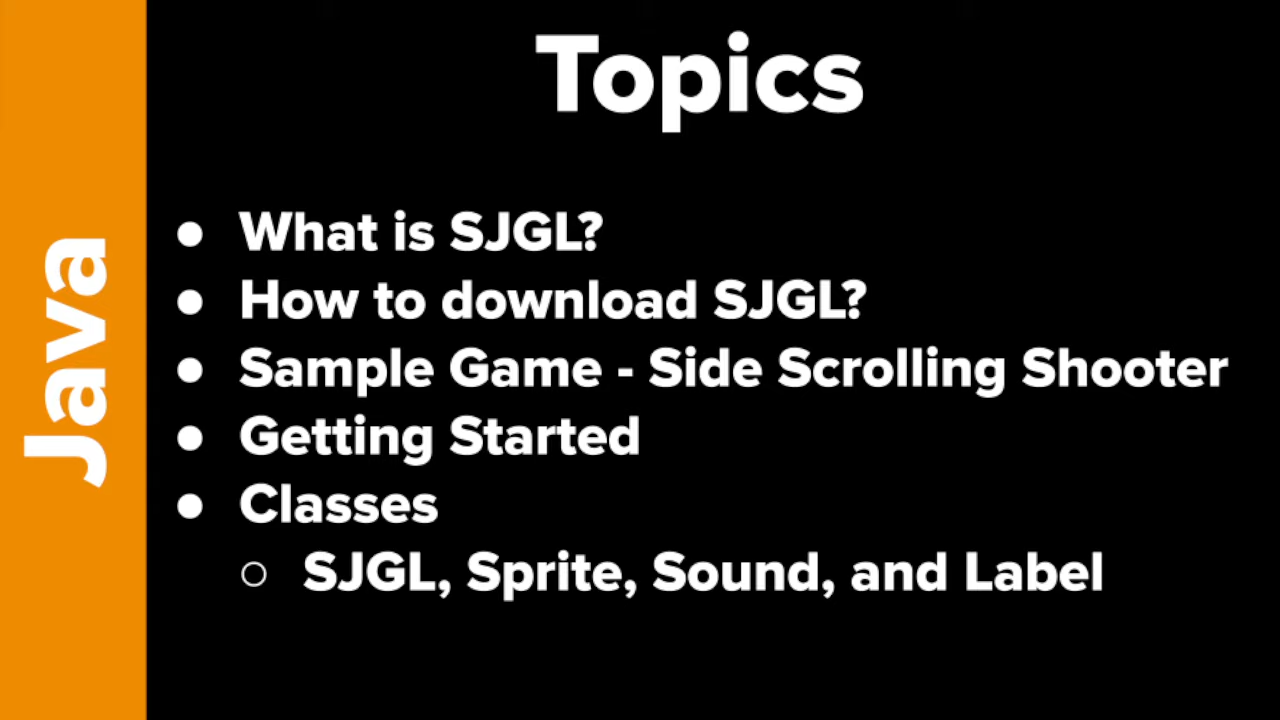 Java
Topics
● What is SJGL?
● How to download SJGL?
● Sample Game - Side Scrolling Shooter
● Getting Started
● Classes
○ SJGL, Sprite, Sound, and Label